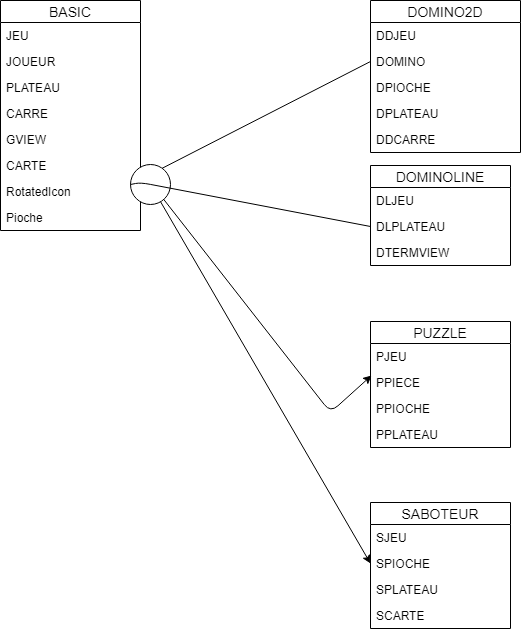 BASIC
JEU
JOUEUR
PLATEAU
CARRE
GVIEW
CARTE
RotatedIcon
Pioche
DOMINO2D
DDJEU
DOMINO
DPIOCHE
DPLATEAU
DDCARRE
DOMINOLINE
DLJEU
DLPLATEAU
DTERMVIEW
PUZZLE
PJEU
PPIECE
PPIOCHE
PPLATEAU
SABOTEUR
SJEU
SPIOCHE
SPLATEAU
SCARTE